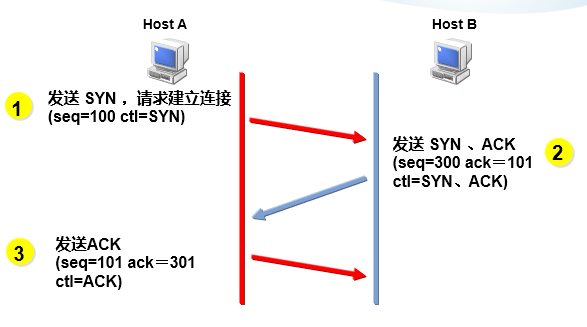 Host A
Host B
1
发送 SYN ，请求建立连接
(seq=100 ctl=SYN)
发送 SYN 、ACK
(seq=300 ack＝101
ctl=SYN、ACK)
2
3
发送ACK
(seq=101 ack＝301
ctl=ACK)